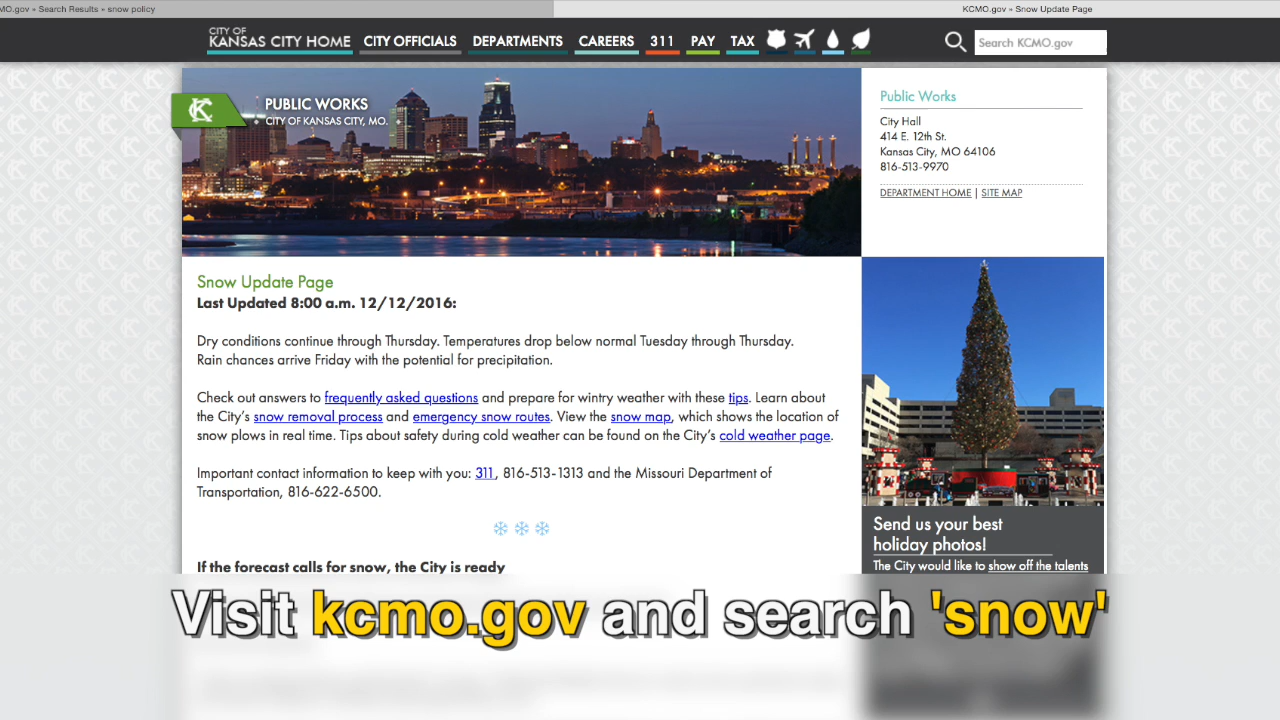 MO.gov » Search Results » snow policy
KCMO.gov » Snow Update Page
CITY OF
KANSAS CITY HOME CITY OFFICIALS DEPARTMENTS CAREERS 311 PAY TAX
Search KCMO.gov
KC PUBLIC WORKS
CITY OF KANSAS CITY, MO.
Public Works
City Hall
414 E. 12th St.
Kansas City, MO 64106
816-513-9970
DEPARTMENT HOME | SITE MAP
Snow Update Page
Last Updated 8:00 a.m. 12/12/2016:
Dry conditions continue through Thursday. Temperatures drop below normal Tuesday through Thursday.
Rain chances arrive Friday with the potential for precipitation.
Check out answers to frequently asked questions and prepare for wintry weather with these tips. Learn about
the City's snow removal process and emergency snow routes. View the snow map, which shows the location of
snow plows in real time. Tips about safety during cold weather can be found on the City's cold weather page.
Important contact information to keep with you: 311, 816-513-1313 and the Missouri Department of
Transportation, 816-622-6500.
If the forecast calls for snow, the City is ready
Send us your best
holiday photos!
The City would like to show off the talents
Visit kcmo.gov and search 'snow'